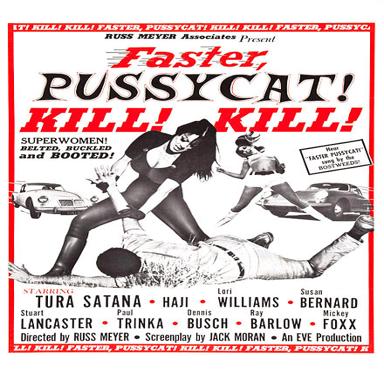 T! KILL! KILL! FASTER, PUSSYCAT! KILL! KILL! FASTER, PUSSYC
RUSS MEYER Associates Present
Faster,
PUSSYCAT!
KILL! KILL!
SUPERWOMEN!
BELTED, BUCKLED
and BOOTED!
Hear
"FASTER PUSSYCAT!"
sung by the
BOSTWEEDS!
STARRING
TURA SATANA • HAJI • Lori WILLIAMS • Susan BERNARD
Stuart LANCASTER • Paul TRINKA • Dennis BUSCH • Ray BARLOW • Mickey FOXX
Directed by RUSS MEYER • Screenplay by JACK MORAN • An EVE Production
LL! KILL! FASTER, PUSSYCAT! KILL! KILL! FASTER, PUSSYCAT! KILL